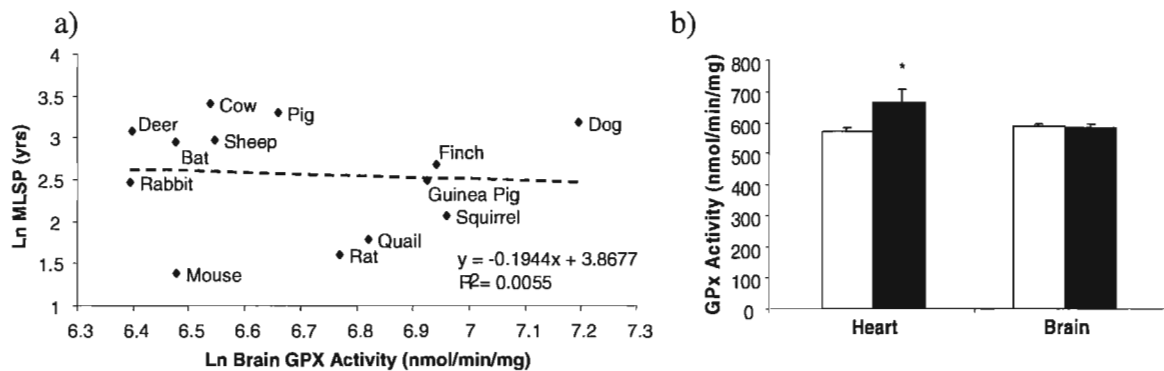 a)
Ln MLSP (yrs)
4
3.5
3
2.5
2
1.5
1
Deer
Cow
Pig
Dog
Bat
Sheep
Finch
Rabbit
Guinea Pig
Squirrel
Quail
Rat
Mouse
y = -0.1944x + 3.8677
R2 = 0.0055
6.3 6.4 6.5 6.6 6.7 6.8 6.9 7 7.1 7.2 7.3
Ln Brain GPX Activity (nmol/min/mg)
b)
GPx Activity (nmol/min/mg)
800
700
600
500
400
300
200
100
0
*
Heart Brain